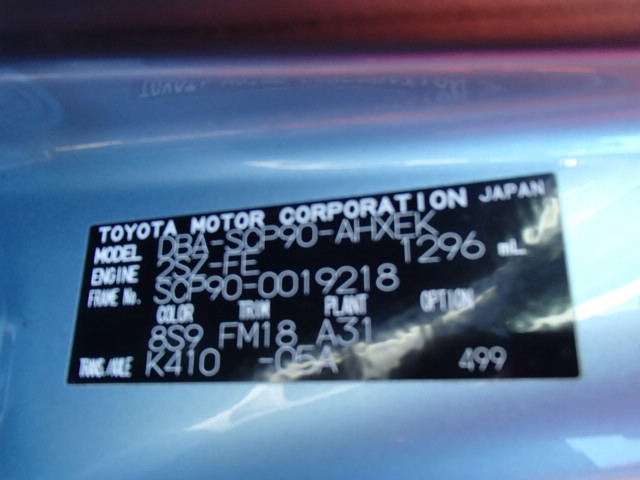 TOYOTA MOTOR CORPORATION JAPAN
MODEL DBA-SCP90-AHXEK
ENGINE 2SZ-FE 1296 mL
FRAME No. SCP90-0019218
COLOR TRIM PLANT OPTION
8S9 FM18 A31
TRANS./AXLE K410 -05A 499